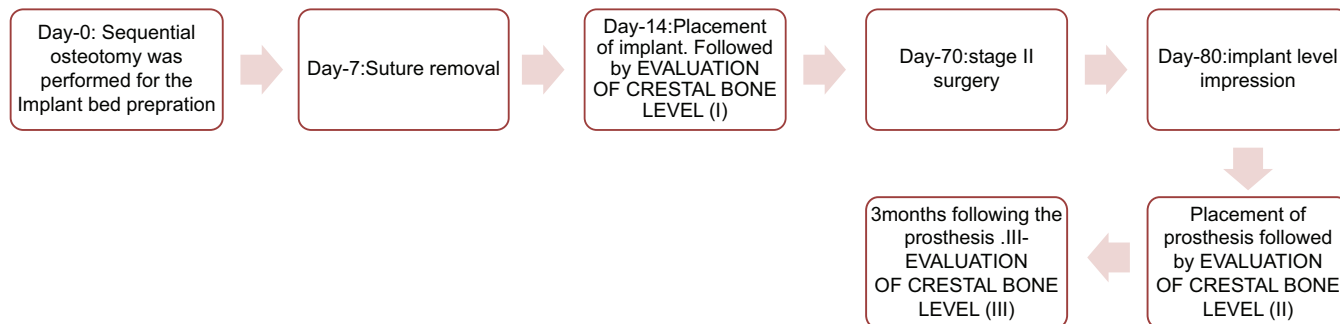 Day-0: Sequential
osteotomy was
performed for the
Implant bed prepration
Day-7:Suture removal
Day-14:Placement
of implant. Followed
by EVALUATION
OF CRESTAL BONE
LEVEL (I)
Day-70:stage II
surgery
Day-80:implant level
impression
Placement of
prosthesis followed
by EVALUATION
OF CRESTAL BONE
LEVEL (II)
3months following the
prosthesis .III-
EVALUATION
OF CRESTAL BONE
LEVEL (III)